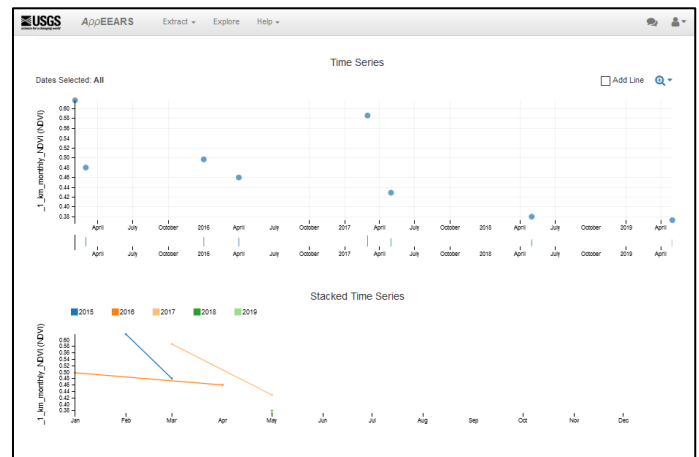 USGS AppEEARS Extract Explore Help
science for a changing world
Time Series
Dates Selected: All
Add Line
_1_km_monthly_NDVI (NDVI)
0.60
0.58
0.56
0.54
0.52
0.50
0.48
0.46
0.44
0.42
0.40
0.38
April July October 2016 April July October 2017 April July October 2018 April July October 2019 April
April July October 2016 April July October 2017 April July October 2018 April July October 2019 April
Stacked Time Series
2015 2016 2017 2018 2019
_1_km_monthly_NDVI (NDVI)
0.60
0.58
0.56
0.54
0.52
0.50
0.48
0.46
0.44
0.42
0.40
0.38
Jan Feb Mar Apr May Jun Jul Aug Sep Oct Nov Dec